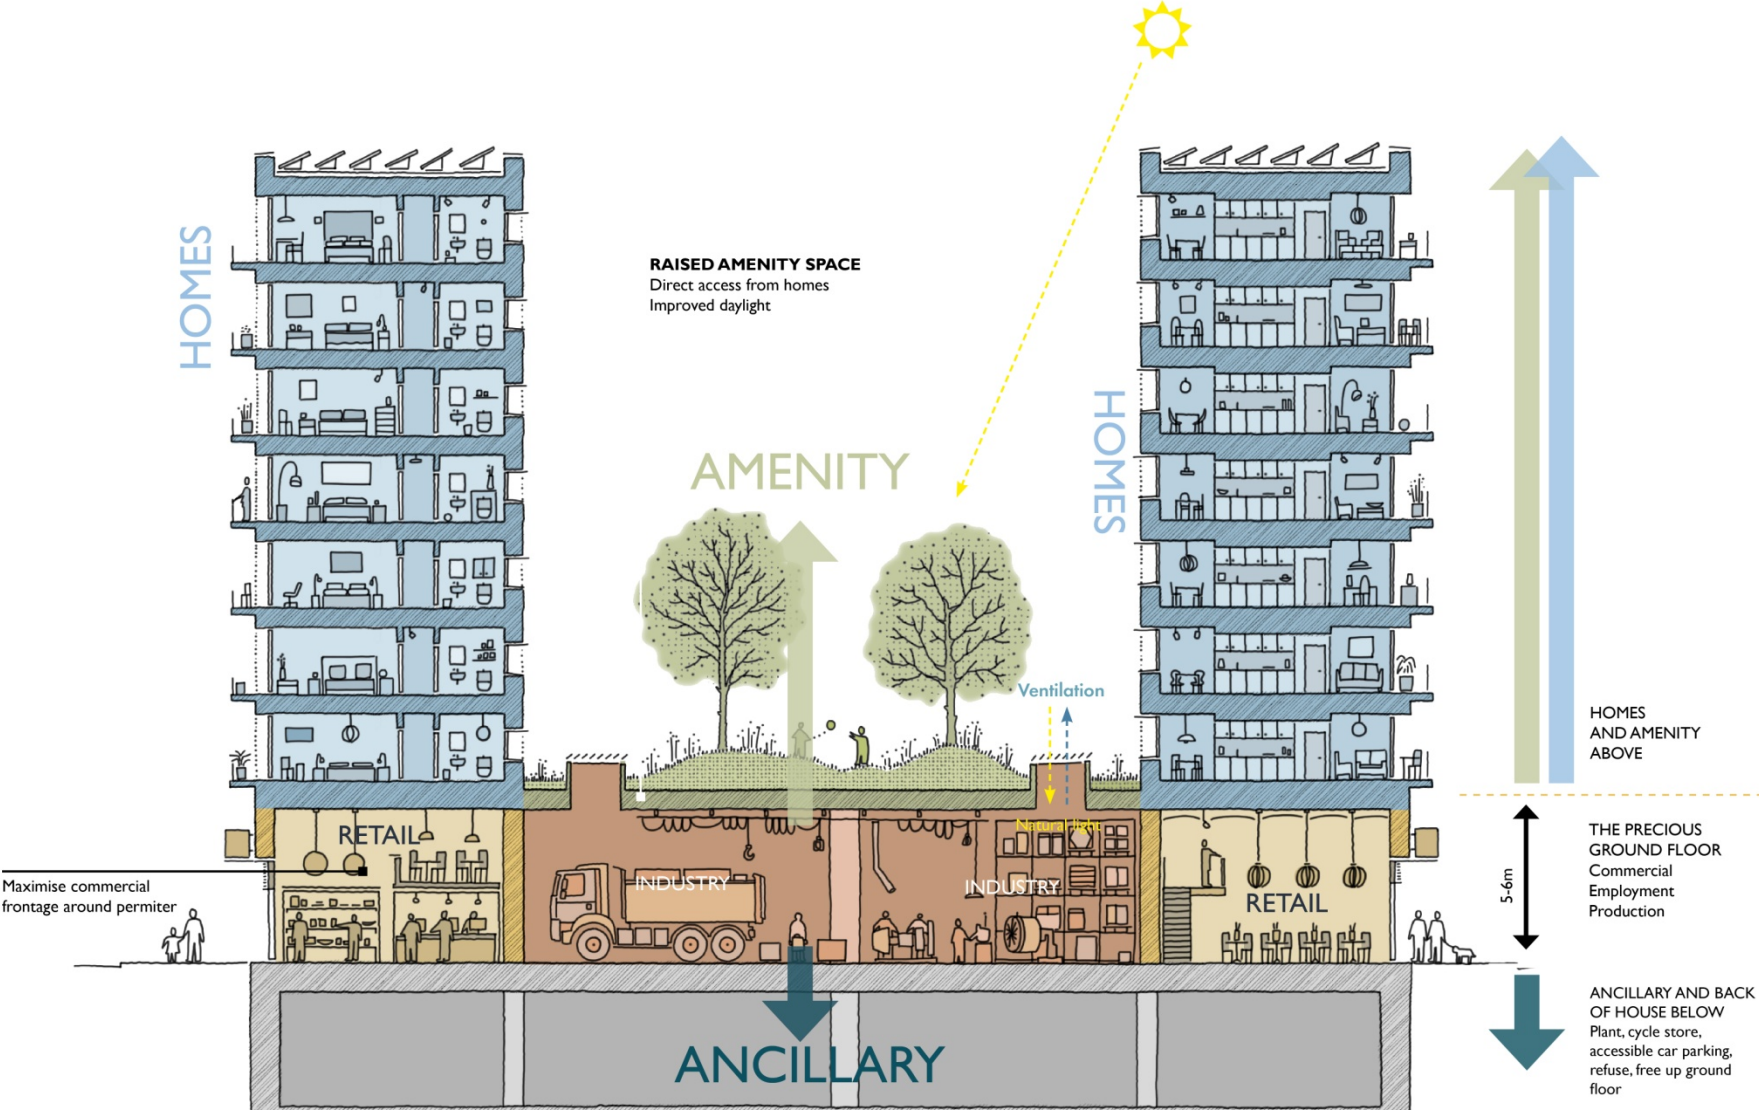 HOMES
RAISED AMENITY SPACE
Direct access from homes
Improved daylight
AMENITY
HOMES
Ventilation
Natural light
HOMES
AND AMENITY
ABOVE
RETAIL
INDUSTRY
INDUSTRY
RETAIL
Maximise commercial
frontage around permiter
5-6m
THE PRECIOUS
GROUND FLOOR
Commercial
Employment
Production
ANCILLARY
ANCILLARY AND BACK
OF HOUSE BELOW
Plant, cycle store,
accessible car parking,
refuse, free up ground
floor